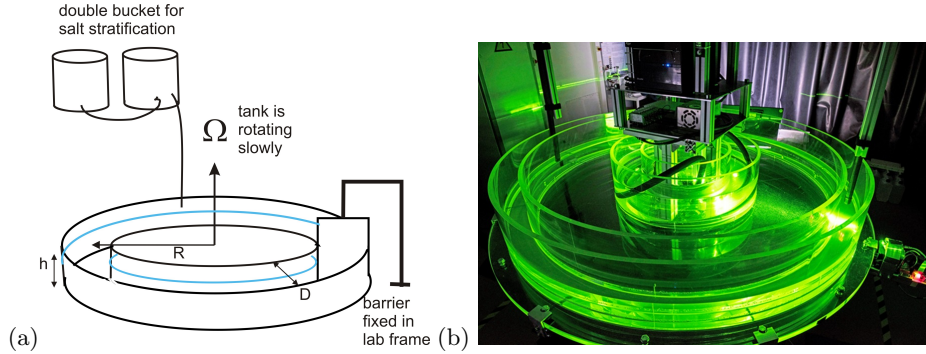 double bucket for
salt stratification
Ω
tank is
rotating
slowly
R
h
D
barrier
fixed in
lab frame
(a)
(b)